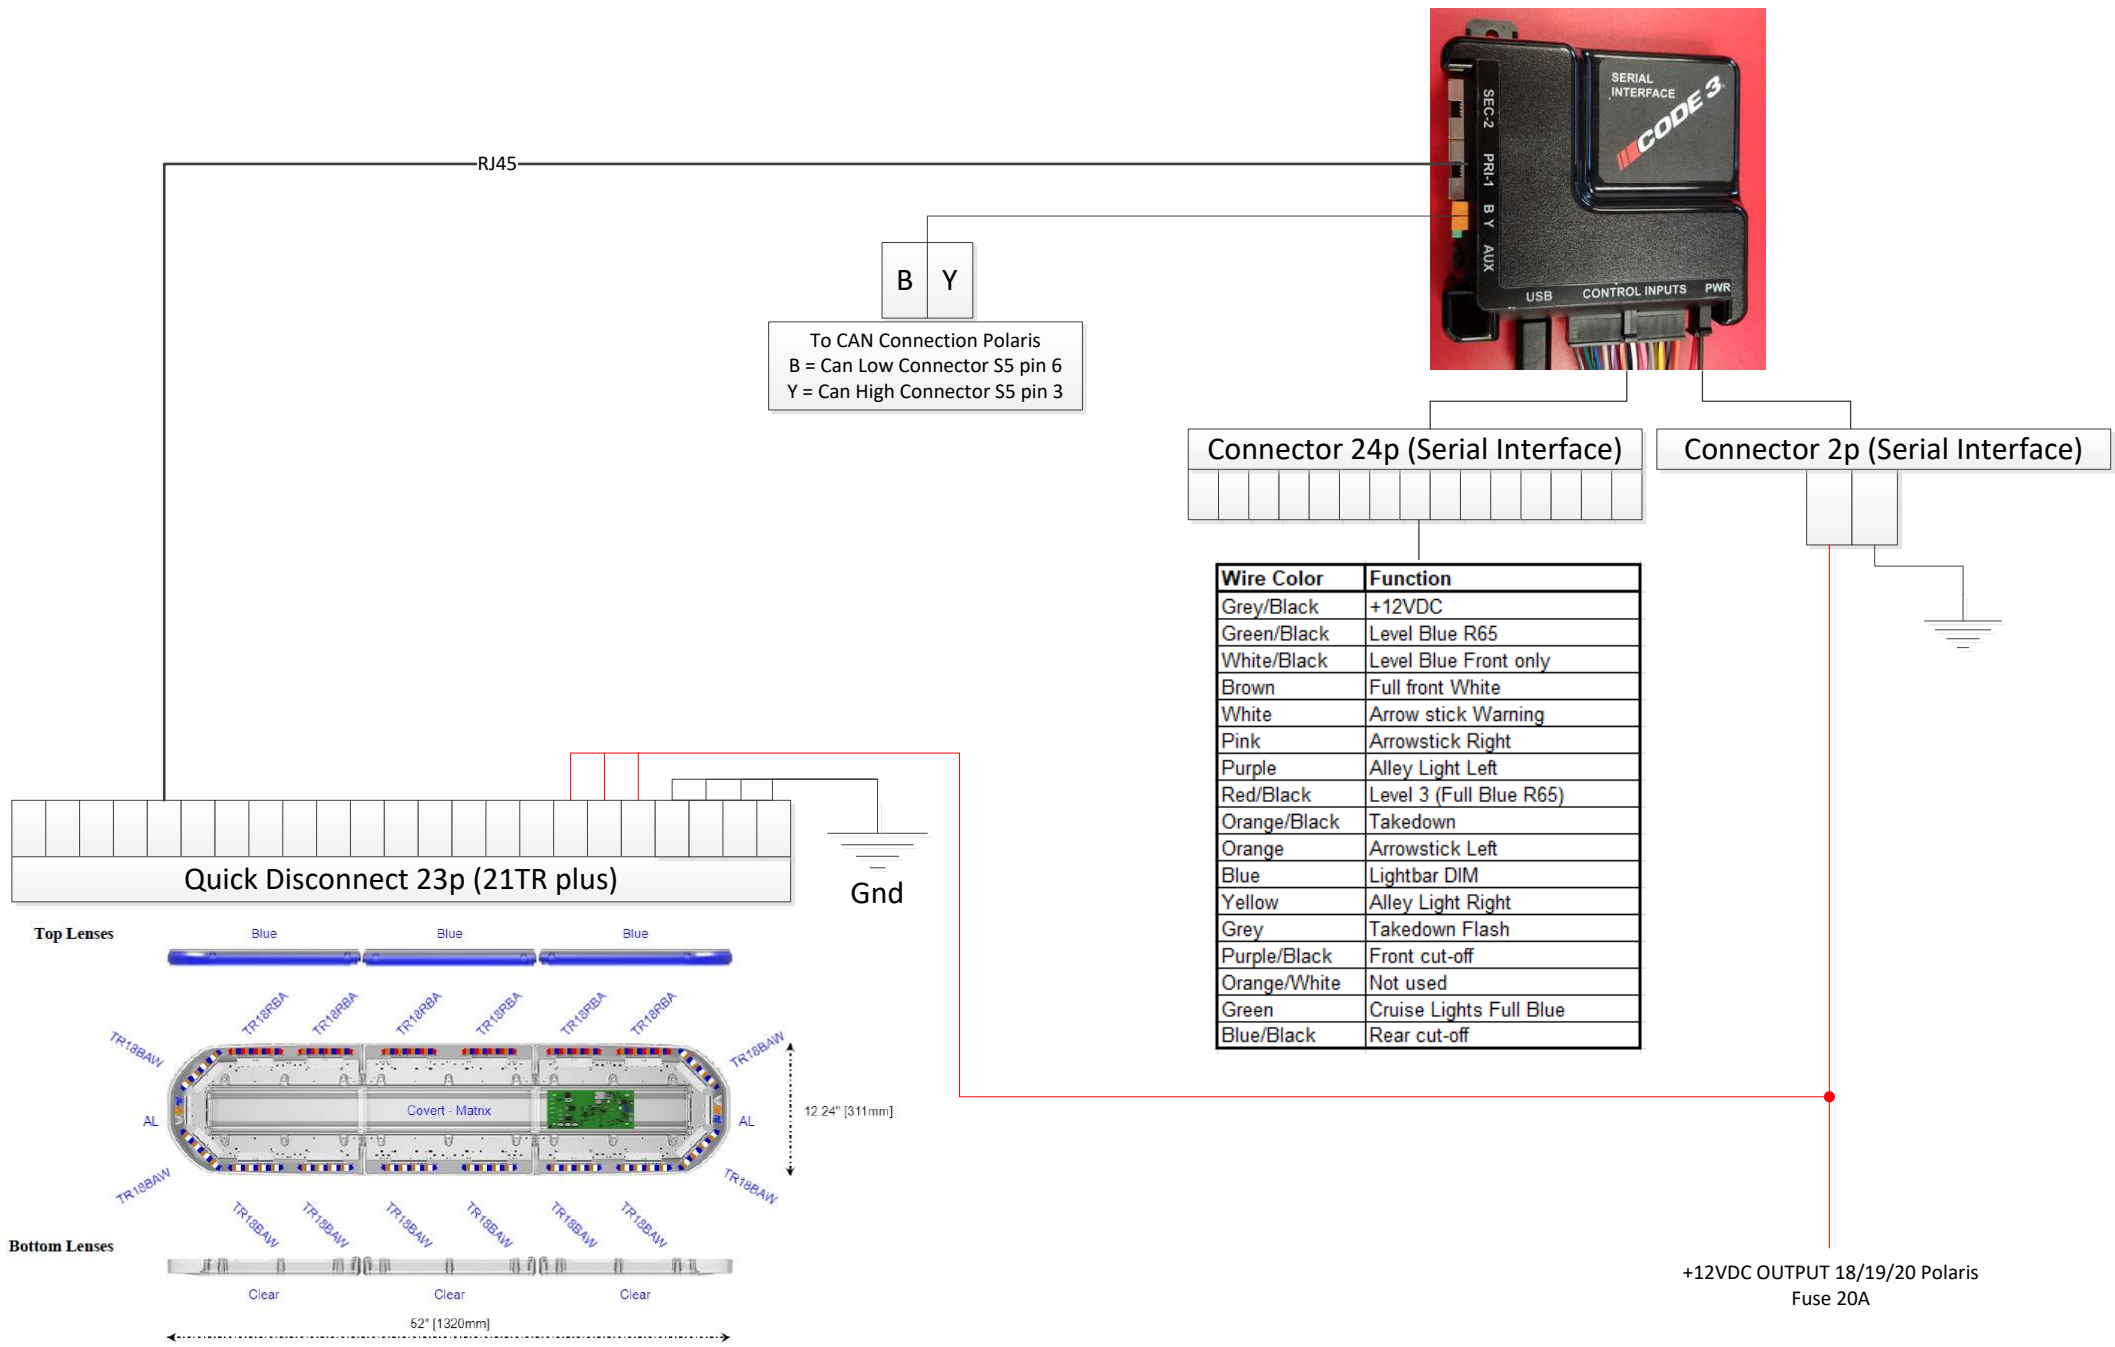 SERIAL
INTERFACE
CODE 3
SEC-2
PRI-1
B Y
AUX
USB
CONTROL INPUTS
PWR
RJ45
B
Y
To CAN Connection Polaris
B = Can Low Connector S5 pin 6
Y = Can High Connector S5 pin 3
Connector 24p (Serial Interface)
Connector 2p (Serial Interface)
Wire Color Function
Grey/Black +12VDC
Green/Black Level Blue R65
White/Black Level Blue Front only
Brown Full front White
White Arrow stick Warning
Pink Arrowstick Right
Purple Alley Light Left
Red/Black Level 3 (Full Blue R65)
Orange/Black Takedown
Orange Arrowstick Left
Blue Lightbar DIM
Yellow Alley Light Right
Grey Takedown Flash
Purple/Black Front cut-off
Orange/White Not used
Green Cruise Lights Full Blue
Blue/Black Rear cut-off
Quick Disconnect 23p (21TR plus)
Gnd
Top Lenses
Blue
Blue
Blue
TR18RBA
TR18RBA
TR18RBA
TR18RBA
TR18RBA
TR18RBA
TR18BAW
TR18BAW
AL
Covert - Matrix
AL
12.24" [311mm]
TR18BAW
TR18BAW
TR18BAW
TR18BAW
TR18BAW
TR18BAW
TR18BAW
TR18BAW
Bottom Lenses
Clear
Clear
Clear
52" [1320mm]
+12VDC OUTPUT 18/19/20 Polaris
Fuse 20A